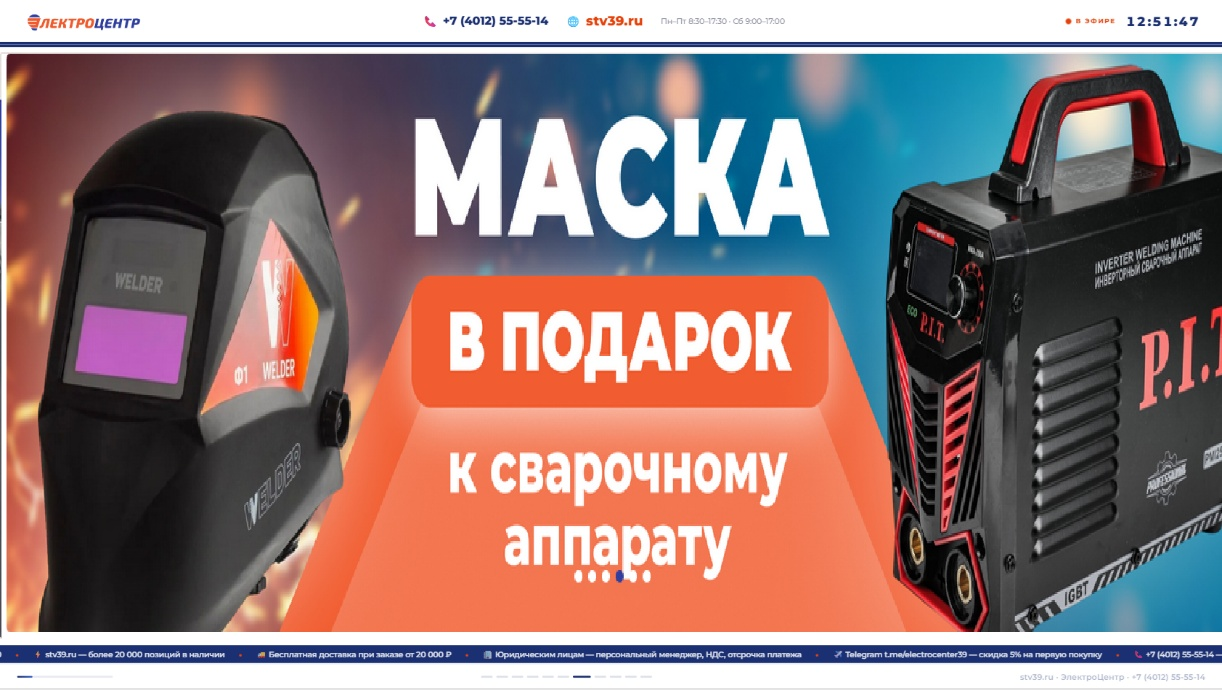 ЭЛЕКТРОЦЕНТР
+7 (4012) 55-55-14
stv39.ru
Пн-Пт 8:30–17:30 · Сб 9:00–17:00
В ЭФИРЕ
12:51:47
МАСКА
В ПОДАРОК
к сварочному
аппарату
WELDER
W
Ф1 WELDER
WELDER
INVERTER WELDING MACHINE
ИНВЕРТОРНЫЙ СВАРОЧНЫЙ АППАРАТ
ECO P.I.T.
P.I.T
PROFESSIONAL
IGBT
stv39.ru — более 20 000 позиций в наличии
Бесплатная доставка при заказе от 20 000 ₽
Юридическим лицам — персональный менеджер, НДС, отсрочка платежа
Telegram t.me/electrocenter39 — скидка 5% на первую покупку
+7 (4012) 55-55-14 —
stv39.ru · ЭлектроЦентр · +7 (4012) 55-55-14